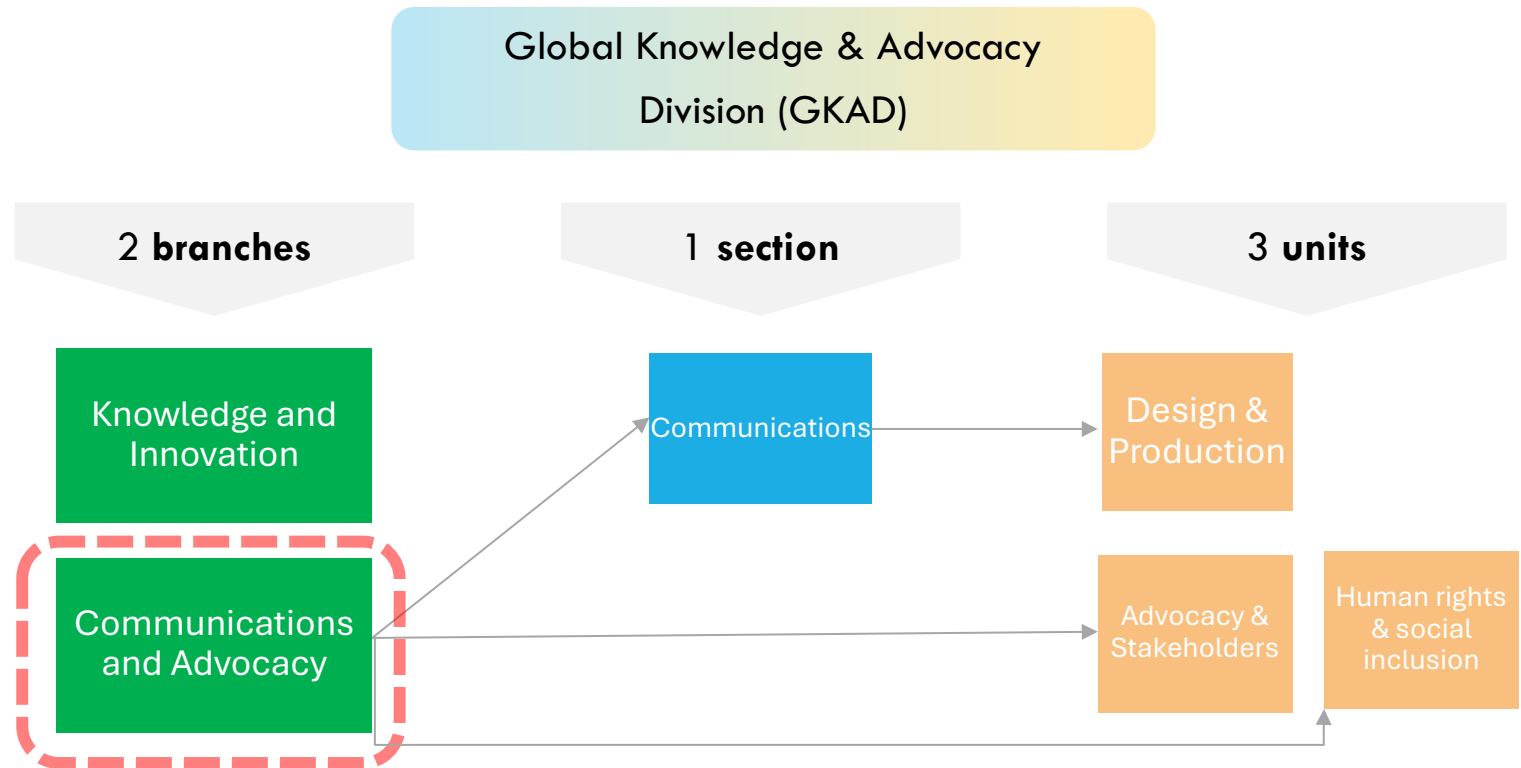 Global Knowledge & Advocacy
Division (GKAD)
2 branches
1 section
3 units
Knowledge and
Innovation
Communications
Design &
Production
Communications
and Advocacy
Advocacy &
Stakeholders
Human rights
& social
inclusion